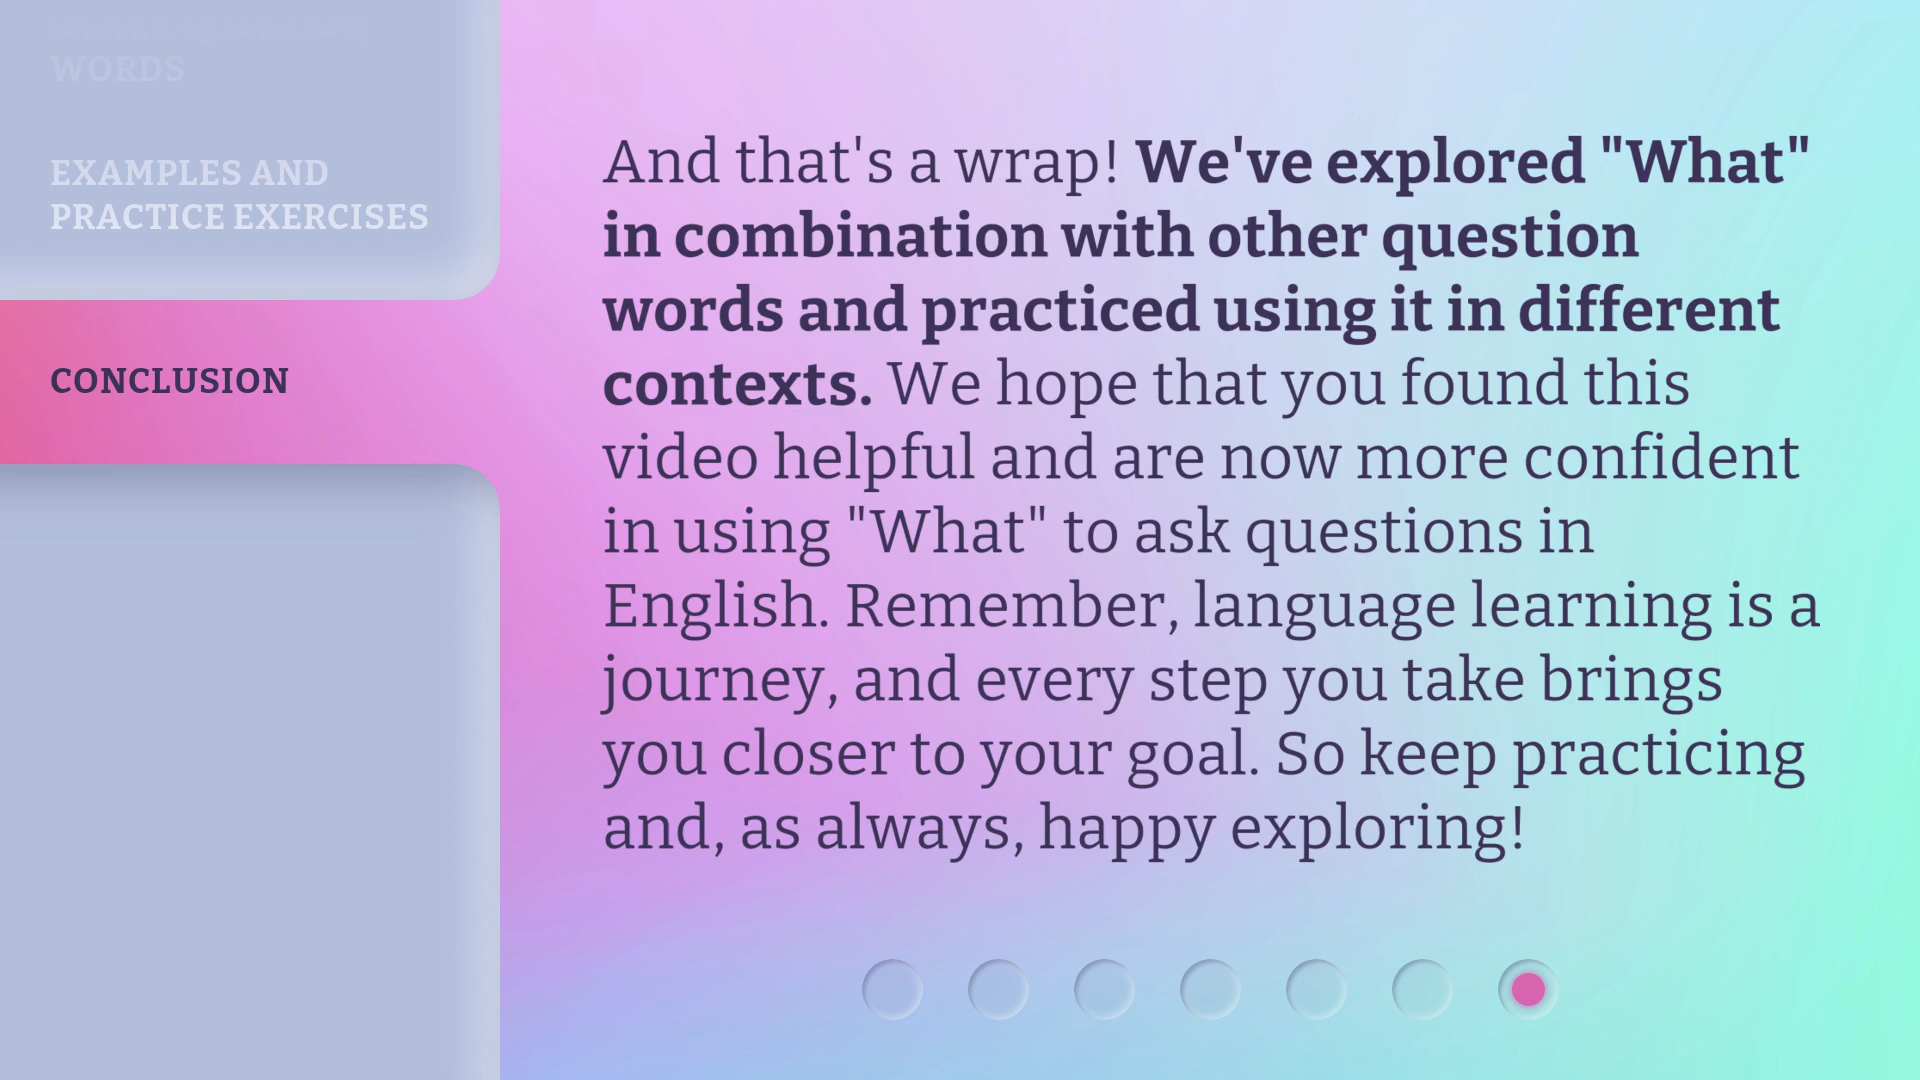 OTHER QUESTION
WORDS
EXAMPLES AND
PRACTICE EXERCISES
CONCLUSION
And that's a wrap! We've explored "What"
in combination with other question
words and practiced using it in different
contexts. We hope that you found this
video helpful and are now more confident
in using "What" to ask questions in
English. Remember, language learning is a
journey, and every step you take brings
you closer to your goal. So keep practicing
and, as always, happy exploring!